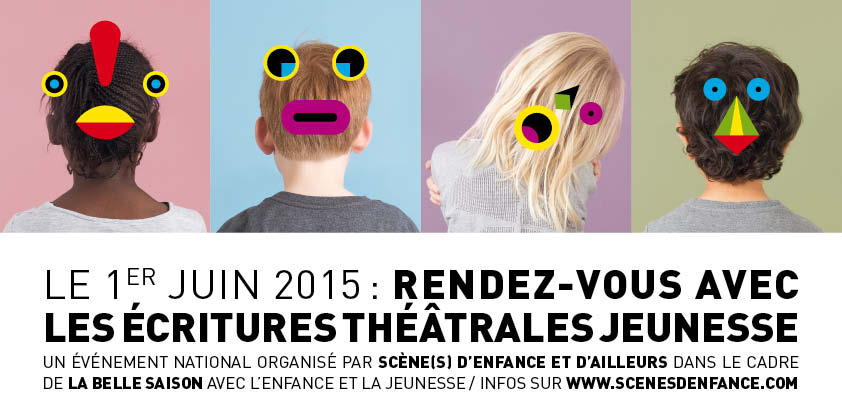 LE 1ER JUIN 2015 : RENDEZ-VOUS AVEC
LES ÉCRITURES THÉÂTRALES JEUNESSE
UN ÉVÉNEMENT NATIONAL ORGANISÉ PAR SCÈNE(S) D'ENFANCE ET D'AILLEURS DANS LE CADRE
DE LA BELLE SAISON AVEC L'ENFANCE ET LA JEUNESSE / INFOS SUR WWW.SCENESDENFANCE.COM